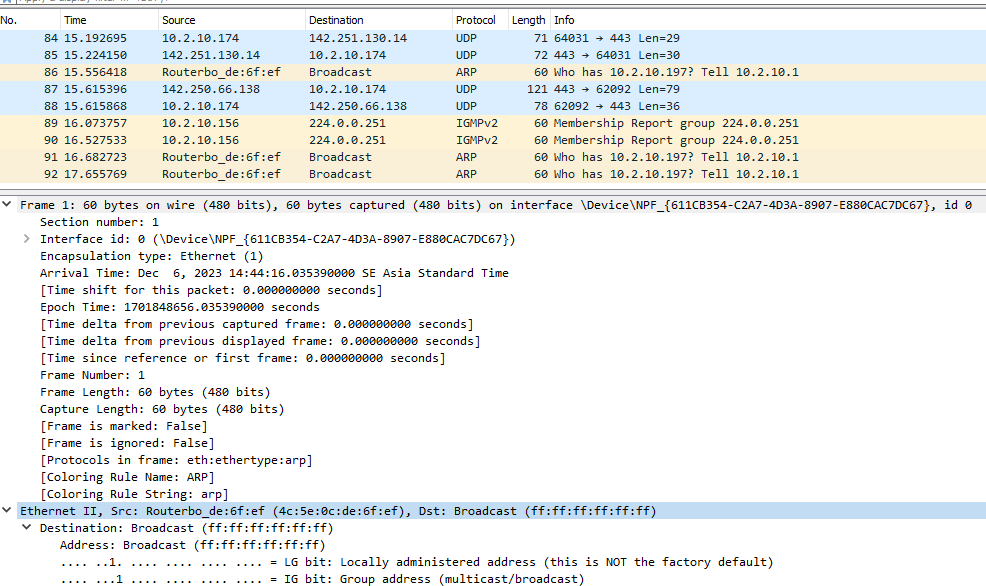 No. Time Source Destination Protocol Length Info
84 15.192695 10.2.10.174 142.251.130.14 UDP 71 64031 → 443 Len=29
85 15.224150 142.251.130.14 10.2.10.174 UDP 72 443 → 64031 Len=30
86 15.556418 Routerbo_de:6f:ef Broadcast ARP 60 Who has 10.2.10.197? Tell 10.2.10.1
87 15.615396 142.250.66.138 10.2.10.174 UDP 121 443 → 62092 Len=79
88 15.615868 10.2.10.174 142.250.66.138 UDP 78 62092 → 443 Len=36
89 16.073757 10.2.10.156 224.0.0.251 IGMPv2 60 Membership Report group 224.0.0.251
90 16.527533 10.2.10.156 224.0.0.251 IGMPv2 60 Membership Report group 224.0.0.251
91 16.682723 Routerbo_de:6f:ef Broadcast ARP 60 Who has 10.2.10.197? Tell 10.2.10.1
92 17.655769 Routerbo_de:6f:ef Broadcast ARP 60 Who has 10.2.10.197? Tell 10.2.10.1
Frame 1: 60 bytes on wire (480 bits), 60 bytes captured (480 bits) on interface \Device\NPF_{611CB354-C2A7-4D3A-8907-E880CAC7DC67}, id 0
Section number: 1
Interface id: 0 (\Device\NPF_{611CB354-C2A7-4D3A-8907-E880CAC7DC67})
Encapsulation type: Ethernet (1)
Arrival Time: Dec  6, 2023 14:44:16.035390000 SE Asia Standard Time
[Time shift for this packet: 0.000000000 seconds]
Epoch Time: 1701848656.035390000 seconds
[Time delta from previous captured frame: 0.000000000 seconds]
[Time delta from previous displayed frame: 0.000000000 seconds]
[Time since reference or first frame: 0.000000000 seconds]
Frame Number: 1
Frame Length: 60 bytes (480 bits)
Capture Length: 60 bytes (480 bits)
[Frame is marked: False]
[Frame is ignored: False]
[Protocols in frame: eth:ethertype:arp]
[Coloring Rule Name: ARP]
[Coloring Rule String: arp]
Ethernet II, Src: Routerbo_de:6f:ef (4c:5e:0c:de:6f:ef), Dst: Broadcast (ff:ff:ff:ff:ff:ff)
Destination: Broadcast (ff:ff:ff:ff:ff:ff)
Address: Broadcast (ff:ff:ff:ff:ff:ff)
.... ..1. .... .... .... .... = LG bit: Locally administered address (this is NOT the factory default)
.... ...1 .... .... .... .... = IG bit: Group address (multicast/broadcast)